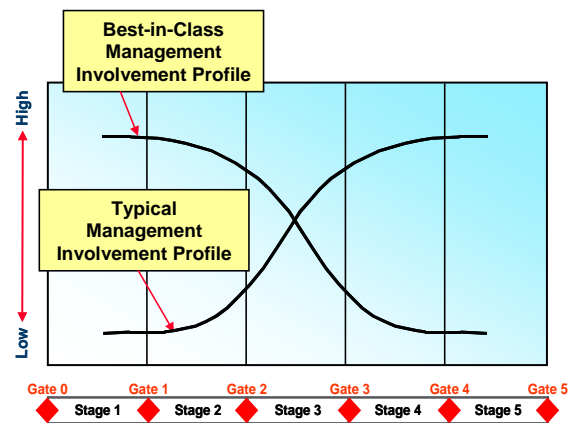 Best-in-Class
Management
Involvement Profile
High
Typical
Management
Involvement Profile
Low
Gate 0 Gate 1 Gate 2 Gate 3 Gate 4 Gate 5
Stage 1 Stage 2 Stage 3 Stage 4 Stage 5